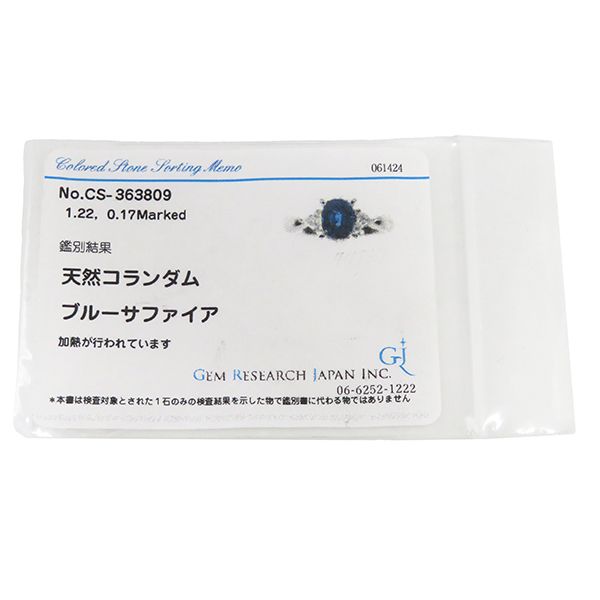 Colored Stone Sorting Memo
061424
No.CS-363809
1.22, 0.17Marked
鑑別結果
天然コランダム
ブルーサファイア
加熱が行われています
GJ
GEM RESEARCH JAPAN INC.
06-6252-1222
*本書は検査対象とされた1石のみの検査結果を示した物で鑑別書に代わる物ではありません